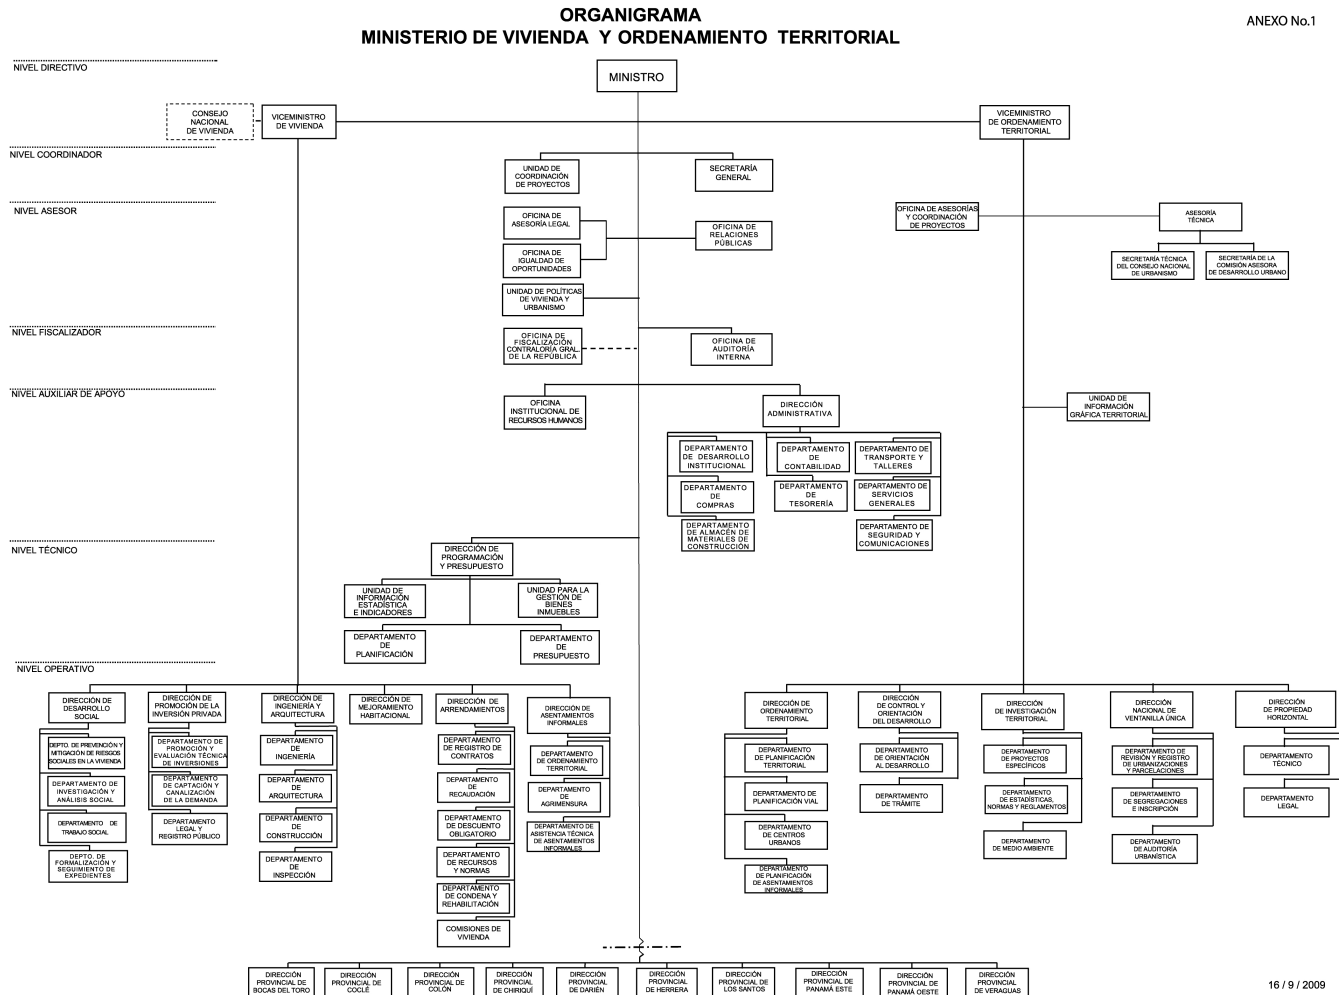 ORGANIGRAMA
MINISTERIO DE VIVIENDA Y ORDENAMIENTO TERRITORIAL
ANEXO No.1
NIVEL DIRECTIVO
MINISTRO
CONSEJO
NACIONAL
DE VIVIENDA
VICEMINISTRO
DE VIVIENDA
VICEMINISTRO
DE ORDENAMIENTO
TERRITORIAL
NIVEL COORDINADOR
UNIDAD DE
COORDINACIÓN
DE PROYECTOS
SECRETARÍA
GENERAL
NIVEL ASESOR
OFICINA DE
ASESORÍA LEGAL
OFICINA DE
IGUALDAD DE
OPORTUNIDADES
OFICINA DE
RELACIONES
PÚBLICAS
UNIDAD DE POLÍTICAS
DE VIVIENDA Y
URBANISMO
OFICINA DE ASESORÍAS
Y COORDINACIÓN
DE PROYECTOS
ASESORÍA
TÉCNICA
SECRETARÍA TÉCNICA
DEL CONSEJO NACIONAL
DE URBANISMO
SECRETARÍA DE LA
COMISIÓN ASESORA
DE DESARROLLO URBANO
NIVEL FISCALIZADOR
OFICINA DE
FISCALIZACIÓN
CONTRALORÍA GRAL.
DE LA REPÚBLICA
OFICINA DE
AUDITORÍA
INTERNA
NIVEL AUXILIAR DE APOYO
OFICINA
INSTITUCIONAL DE
RECURSOS HUMANOS
DIRECCIÓN
ADMINISTRATIVA
UNIDAD DE
INFORMACIÓN
GRÁFICA TERRITORIAL
DEPARTAMENTO
DE DESARROLLO
INSTITUCIONAL
DEPARTAMENTO
DE
CONTABILIDAD
DEPARTAMENTO DE
TRANSPORTE Y
TALLERES
DEPARTAMENTO
DE
COMPRAS
DEPARTAMENTO
DE
TESORERÍA
DEPARTAMENTO DE
SERVICIOS
GENERALES
DEPARTAMENTO
DE ALMACÉN DE
MATERIALES DE
CONSTRUCCIÓN
DEPARTAMENTO DE
SEGURIDAD Y
COMUNICACIONES
NIVEL TÉCNICO
DIRECCIÓN DE
PROGRAMACIÓN
Y PRESUPUESTO
UNIDAD DE
INFORMACIÓN
ESTADÍSTICA
E INDICADORES
UNIDAD PARA LA
GESTIÓN DE
BIENES
INMUEBLES
DEPARTAMENTO
DE
PLANIFICACIÓN
DEPARTAMENTO
DE
PRESUPUESTO
NIVEL OPERATIVO
DIRECCIÓN DE
DESARROLLO
SOCIAL
DEPTO. DE PREVENCIÓN Y
MITIGACIÓN DE RIESGOS
SOCIALES EN LA VIVIENDA
DEPARTAMENTO DE
INVESTIGACIÓN Y
ANÁLISIS SOCIAL
DEPARTAMENTO DE
TRABAJO SOCIAL
DEPTO. DE
FORMALIZACIÓN Y
SEGUIMIENTO DE
EXPEDIENTES
DIRECCIÓN DE
PROMOCIÓN DE LA
INVERSIÓN PRIVADA
DEPARTAMENTO DE
PROMOCIÓN Y
EVALUACIÓN TÉCNICA
DE INVERSIONES
DEPARTAMENTO
DE CAPTACIÓN Y
CANALIZACIÓN
DE LA DEMANDA
DEPARTAMENTO
LEGAL Y
REGISTRO PÚBLICO
DIRECCIÓN DE
INGENIERÍA Y
ARQUITECTURA
DEPARTAMENTO
DE
INGENIERÍA
DEPARTAMENTO
DE
ARQUITECTURA
DEPARTAMENTO
DE
CONSTRUCCIÓN
DEPARTAMENTO
DE
INSPECCIÓN
DIRECCIÓN DE
MEJORAMIENTO
HABITACIONAL
DIRECCIÓN DE
ARRENDAMIENTOS
DEPARTAMENTO
DE REGISTRO DE
CONTRATOS
DEPARTAMENTO
DE
RECAUDACIÓN
DEPARTAMENTO
DE DESCUENTO
OBLIGATORIO
DEPARTAMENTO
DE RECURSOS
Y NORMAS
DEPARTAMENTO
DE CONDENA Y
REHABILITACIÓN
COMISIONES DE
VIVIENDA
DIRECCIÓN DE
ASENTAMIENTOS
INFORMALES
DEPARTAMENTO
DE ORDENAMIENTO
TERRITORIAL
DEPARTAMENTO
DE
AGRIMENSURA
DEPARTAMENTO DE
ASISTENCIA TÉCNICA
DE ASENTAMIENTOS
INFORMALES
DIRECCIÓN DE
ORDENAMIENTO
TERRITORIAL
DEPARTAMENTO
DE PLANIFICACIÓN
TERRITORIAL
DEPARTAMENTO DE
PLANIFICACIÓN VIAL
DEPARTAMENTO
DE CENTROS
URBANOS
DEPARTAMENTO
DE PLANIFICACIÓN
DE ASENTAMIENTOS
INFORMALES
DIRECCIÓN
DE CONTROL Y
ORIENTACIÓN
DEL DESARROLLO
DEPARTAMENTO
DE ORIENTACIÓN
AL DESARROLLO
DEPARTAMENTO
DE TRÁMITE
DIRECCIÓN
DE INVESTIGACIÓN
TERRITORIAL
DEPARTAMENTO
DE PROYECTOS
ESPECÍFICOS
DEPARTAMENTO
DE ESTADÍSTICAS,
NORMAS Y REGLAMENTOS
DEPARTAMENTO
DE MEDIO AMBIENTE
DIRECCIÓN
NACIONAL DE
VENTANILLA ÚNICA
DEPARTAMENTO DE
REVISIÓN Y REGISTRO
DE URBANIZACIONES
Y PARCELACIONES
DEPARTAMENTO
DE SEGREGACIONES
E INSCRIPCIÓN
DEPARTAMENTO
DE AUDITORÍA
URBANÍSTICA
DIRECCIÓN
DE PROPIEDAD
HORIZONTAL
DEPARTAMENTO
TÉCNICO
DEPARTAMENTO
LEGAL
DIRECCIÓN
PROVINCIAL DE
BOCAS DEL TORO
DIRECCIÓN
PROVINCIAL DE
COCLÉ
DIRECCIÓN
PROVINCIAL DE
COLÓN
DIRECCIÓN
PROVINCIAL
DE CHIRIQUÍ
DIRECCIÓN
PROVINCIAL
DE DARIÉN
DIRECCIÓN
PROVINCIAL
DE HERRERA
DIRECCIÓN
PROVINCIAL DE
LOS SANTOS
DIRECCIÓN
PROVINCIAL DE
PANAMÁ ESTE
DIRECCIÓN
PROVINCIAL DE
PANAMÁ OESTE
DIRECCIÓN
PROVINCIAL
DE VERAGUAS
16 / 9 / 2009